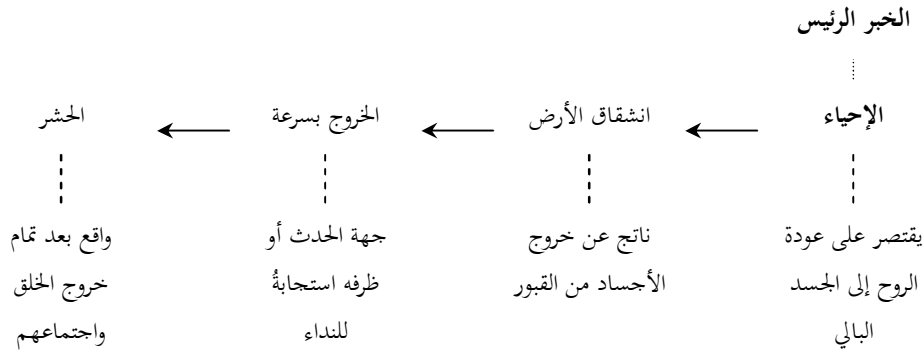 الخبر الرئيس
الإحياء
انشقاق الأرض
الخروج بسرعة
الحشر
يقتصر على عودة
الروح إلى الجسد
البالي
ناتج عن خروج
الأجساد من القبور
جهة الحدث أو
ظرفه استجابةُ
للنداء
واقع بعد تمام
خروج الخلق
واجتماعهم